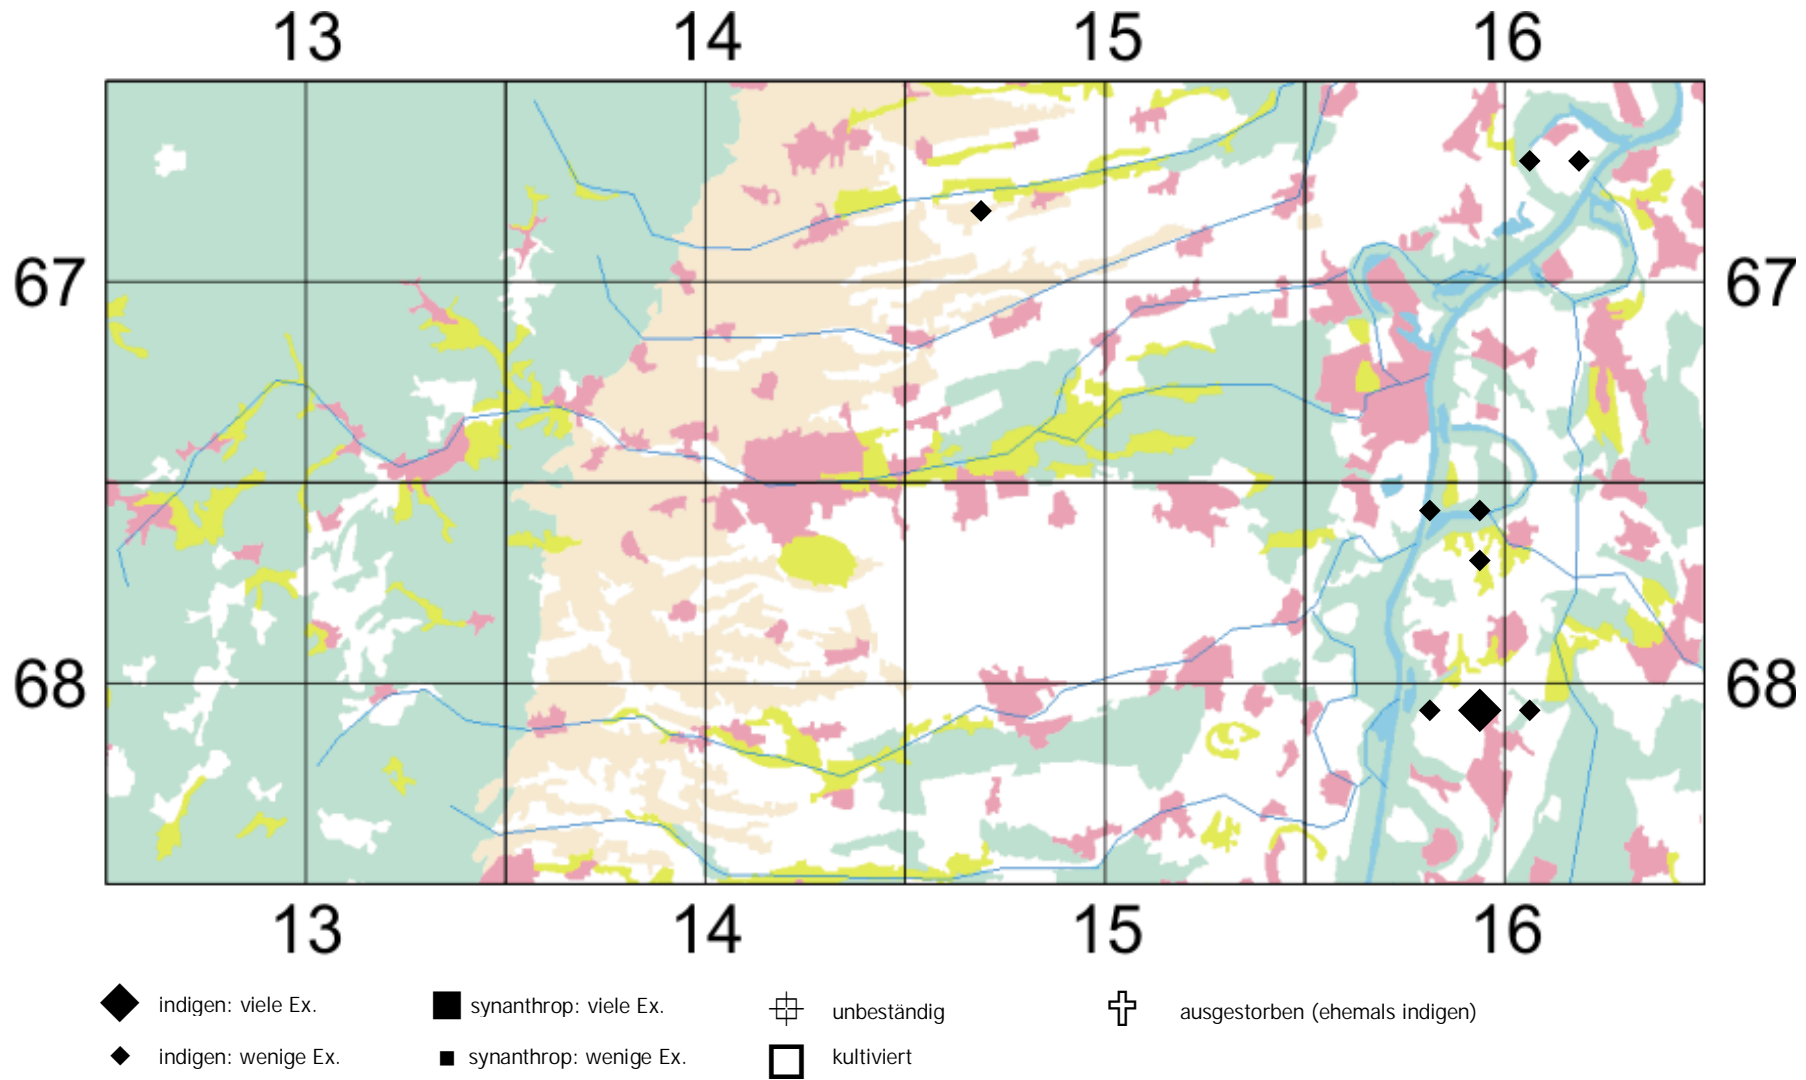 13 14 15 16
67 67
68 68
13 14 15 16
indigen: viele Ex. synanthrop: viele Ex. unbeständig ausgestorben (ehemals indigen)
indigen: wenige Ex. synanthrop: wenige Ex. kultiviert